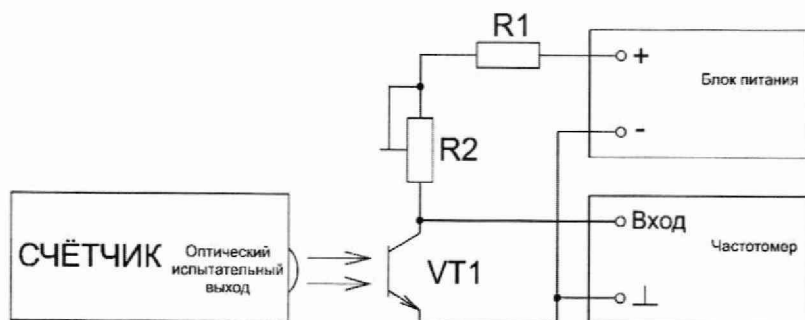 R1
+
Блок питания
-
R2
СЧЁТЧИК
Оптический
испытательный
выход
VT1
Вход
Частотомер
⊥